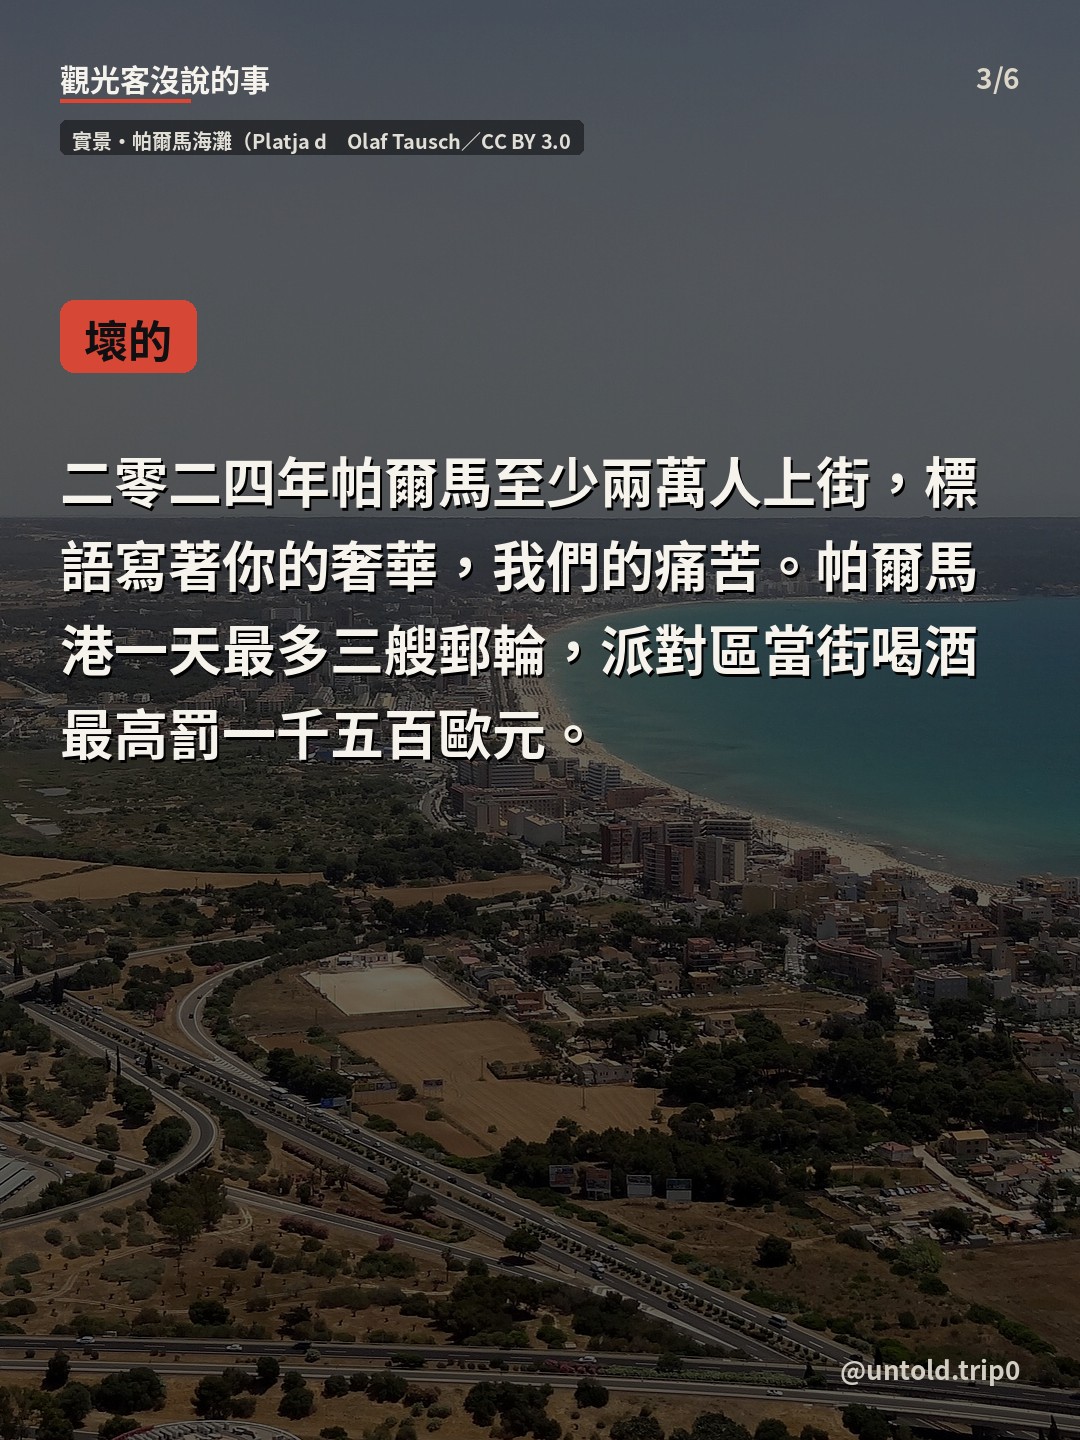 觀光客沒說的事
3/6
實景・帕爾馬海灘（Platja d　Olaf Tausch／CC BY 3.0
壞的
二零二四年帕爾馬至少兩萬人上街，標
語寫著你的奢華，我們的痛苦。帕爾馬
港一天最多三艘郵輪，派對區當街喝酒
最高罰一千五百歐元。
@untold.trip0